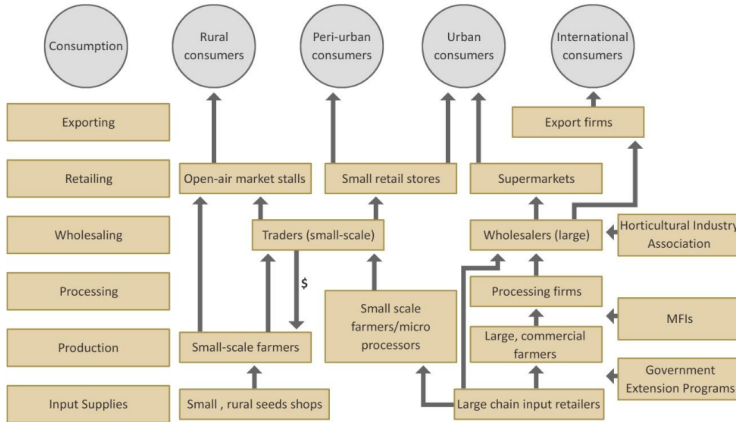 Consumption
Rural
consumers
Peri-urban
consumers
Urban
consumers
International
consumers
Exporting
Export firms
Retailing
Open-air market stalls
Small retail stores
Supermarkets
Wholesaling
Traders (small-scale)
Wholesalers (large)
Horticultural Industry
Association
$
Processing
Processing firms
Small scale
farmers/micro
processors
MFIs
Production
Small-scale farmers
Large, commercial
farmers
Government
Extension Programs
Input Supplies
Small , rural seeds shops
Large chain input retailers